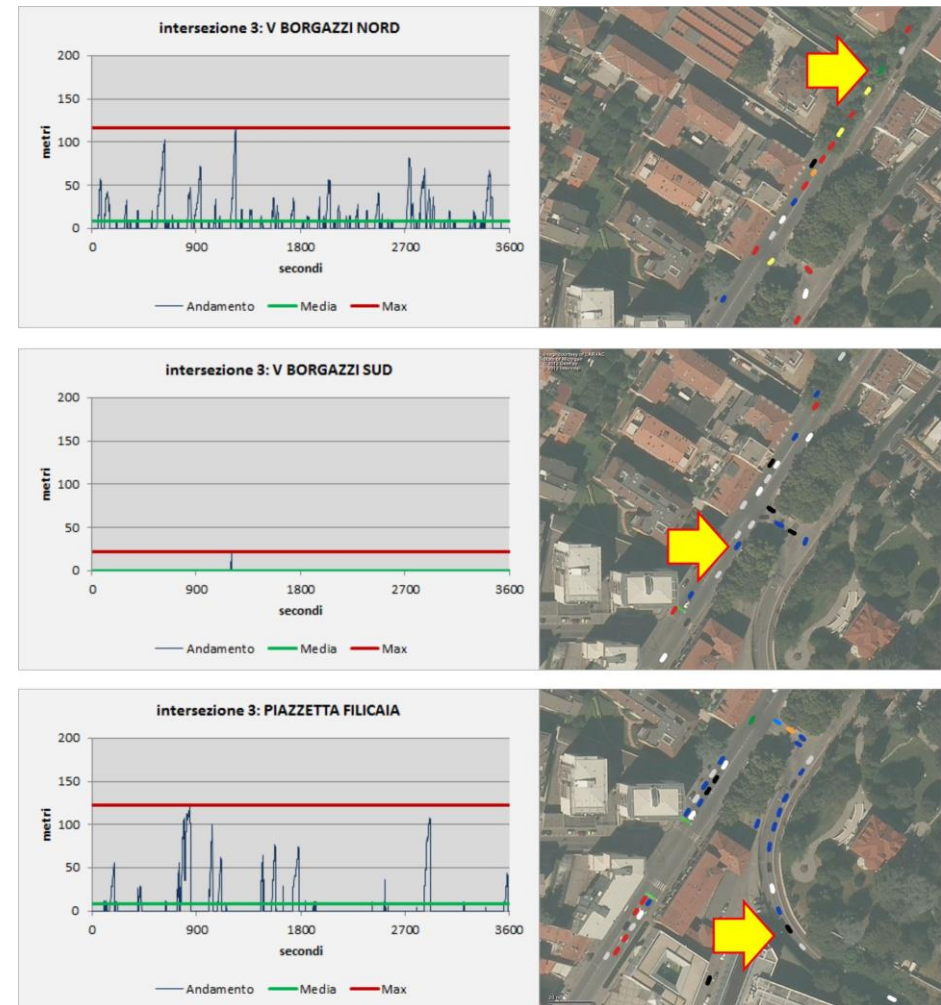 intersezione 3: V BORGAZZI NORD
200
150
100
50
0
metri
0 900 1800 2700 3600
secondi
Andamento Media Max
intersezione 3: V BORGAZZI SUD
200
150
100
50
0
metri
0 900 1800 2700 3600
secondi
Andamento Media Max
intersezione 3: PIAZZETTA FILICAIA
200
150
100
50
0
metri
0 900 1800 2700 3600
secondi
Andamento Media Max